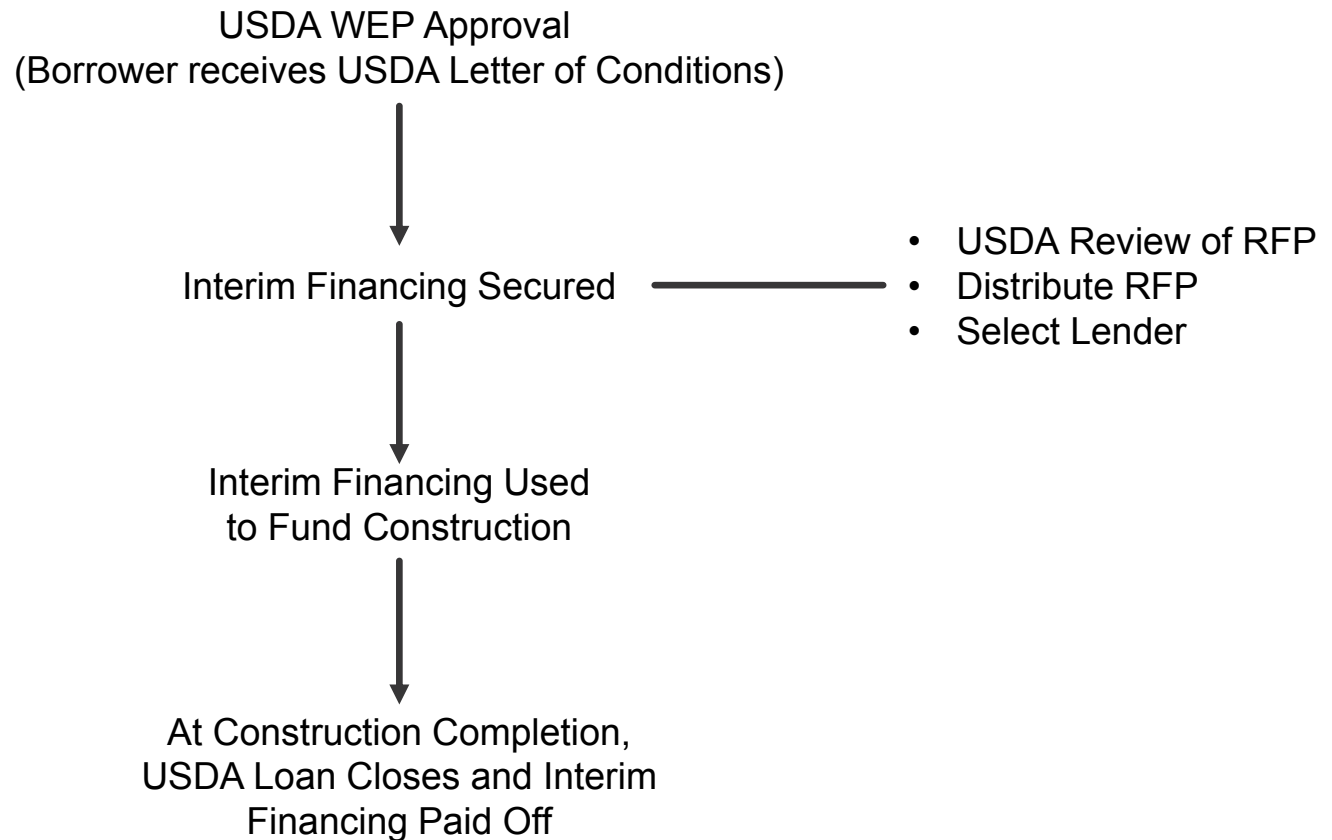 USDA WEP Approval
(Borrower receives USDA Letter of Conditions)
Interim Financing Secured
• USDA Review of RFP
• Distribute RFP
• Select Lender
Interim Financing Used
to Fund Construction
At Construction Completion,
USDA Loan Closes and Interim
Financing Paid Off